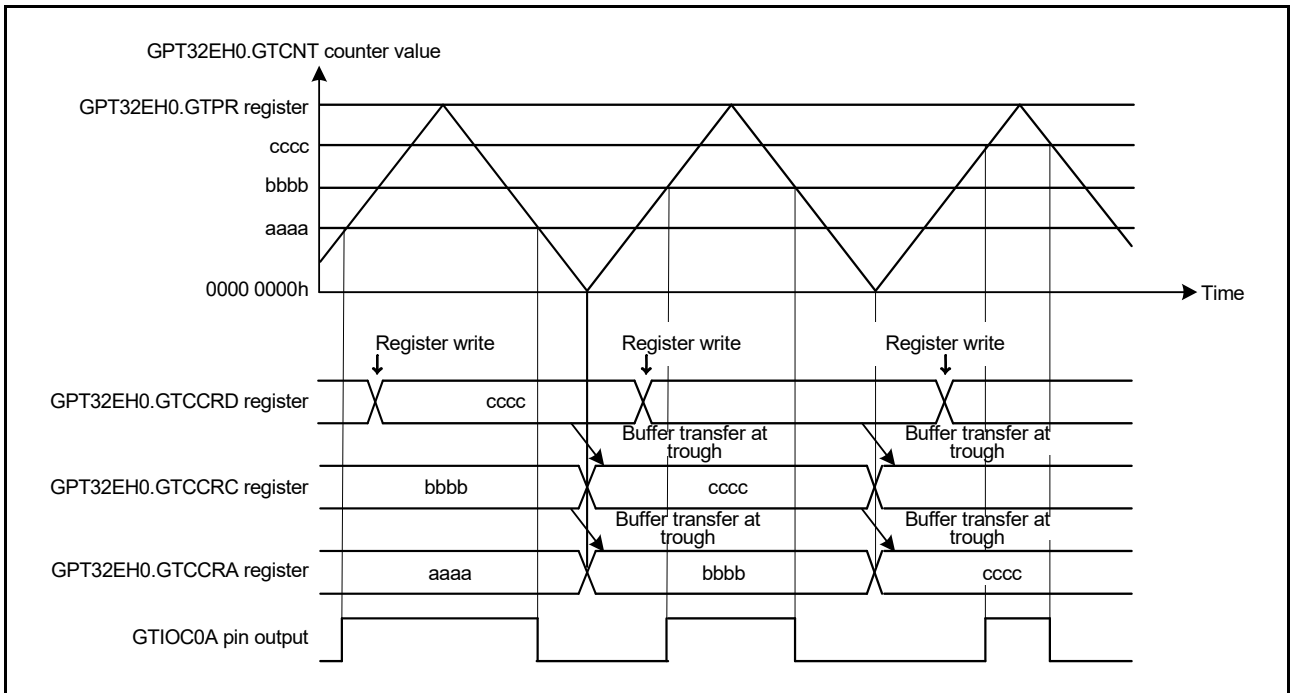 GPT32EH0.GTCNT counter value
GPT32EH0.GTPR register
cccc
bbbb
aaaa
0000 0000h
Time
Register write
Register write
Register write
GPT32EH0.GTCCRD register
cccc
Buffer transfer at
trough
Buffer transfer at
trough
GPT32EH0.GTCCRC register
bbbb
cccc
Buffer transfer at
trough
Buffer transfer at
trough
GPT32EH0.GTCCRA register
aaaa
bbbb
cccc
GTIOC0A pin output